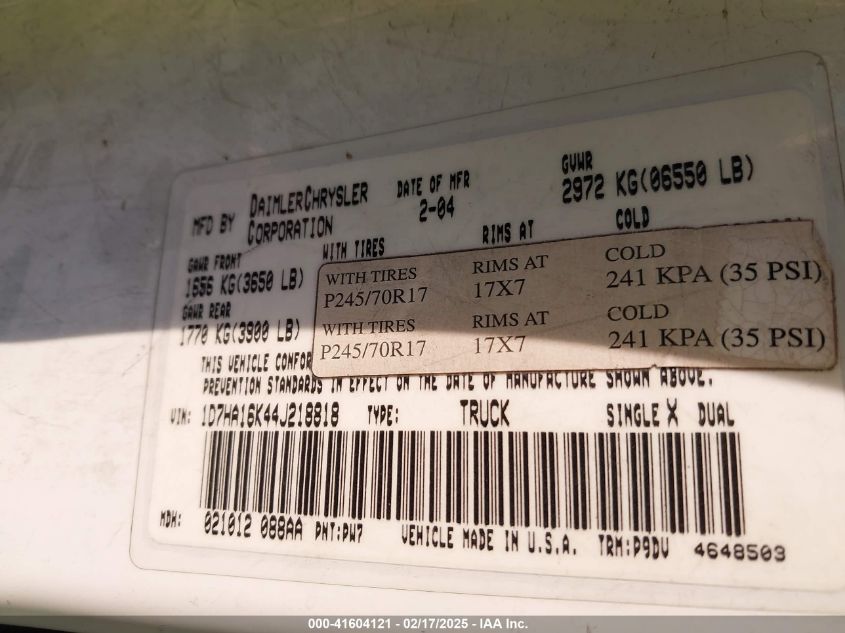 MFD BY DAIMLERCHRYSLER CORPORATION DATE OF MFR 2-04 GVWR 2972 KG(06550 LB)
GAWR FRONT WITH TIRES RIMS AT COLD
1656 KG(3650 LB)
WITH TIRES RIMS AT COLD
P245/70R17 17X7 241 KPA (35 PSI)
GAWR REAR
1770 KG(3900 LB)
WITH TIRES RIMS AT COLD
P245/70R17 17X7 241 KPA (35 PSI)
THIS VEHICLE CONFOR
PREVENTION STANDARDS IN EFFECT ON THE DATE OF MANUFACTURE SHOWN ABOVE.
VIN: 1D7HA16K44J218818 TYPE: TRUCK SINGLE X DUAL
MDH: 021012 088AA PNT:PW7 VEHICLE MADE IN U.S.A. TRM:P9DV 4648503
000-41604121 - 02/17/2025 - IAA Inc.